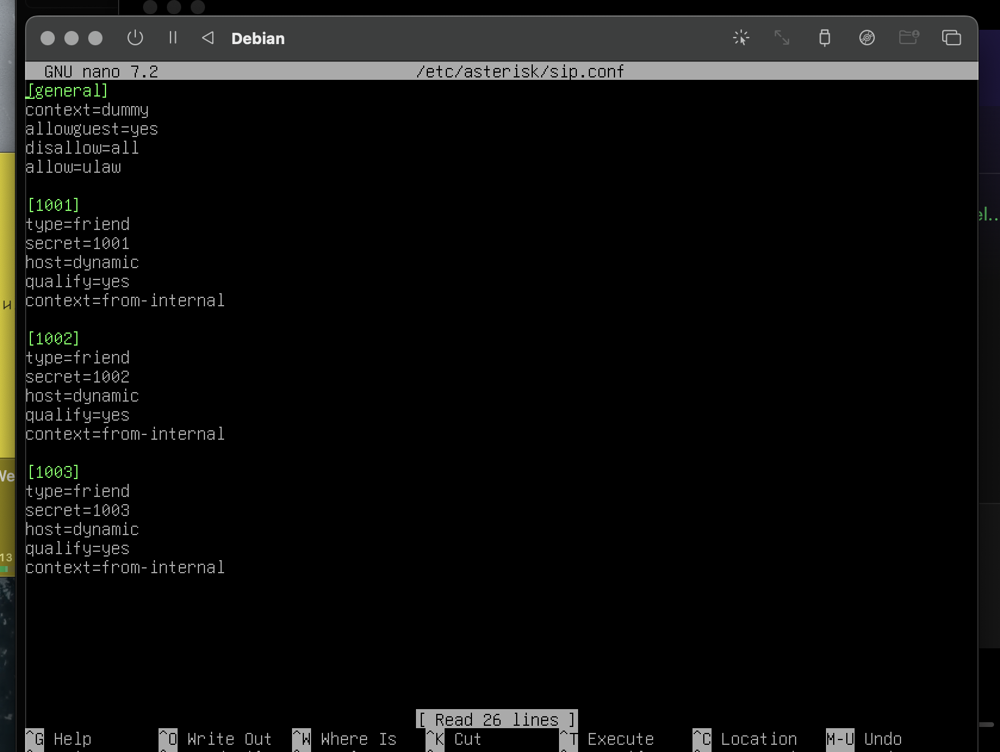 Debian
GNU nano 7.2 /etc/asterisk/sip.conf
[general]
context=dummy
allowguest=yes
disallow=all
allow=ulaw
[1001]
type=friend
secret=1001
host=dynamic
qualify=yes
context=from-internal
[1002]
type=friend
secret=1002
host=dynamic
qualify=yes
context=from-internal
[1003]
type=friend
secret=1003
host=dynamic
qualify=yes
context=from-internal
[ Read 26 lines ]
^G Help ^O Write Out ^W Where Is ^K Cut ^T Execute ^C Location M-U Undo
el..
и
We
13